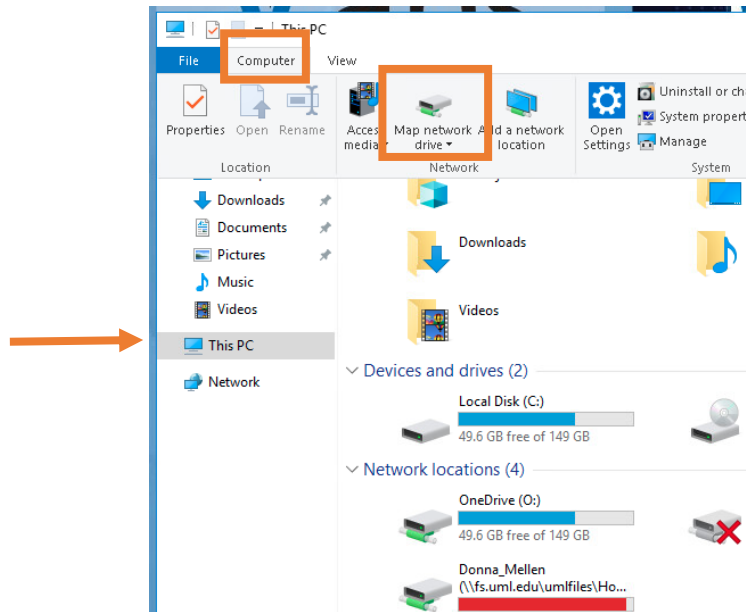 This PC
File Computer View
Properties Open Rename
Access media
Map network drive
Add a network location
Open Settings
Uninstall or ch
System propert
Manage
Location Network System
Downloads
Documents
Pictures
Music
Videos
This PC
Network
Downloads
Videos
Devices and drives (2)
Local Disk (C:)
49.6 GB free of 149 GB
Network locations (4)
OneDrive (O:)
49.6 GB free of 149 GB
Donna_Mellen
(\\fs.uml.edu\umlfiles\Ho...